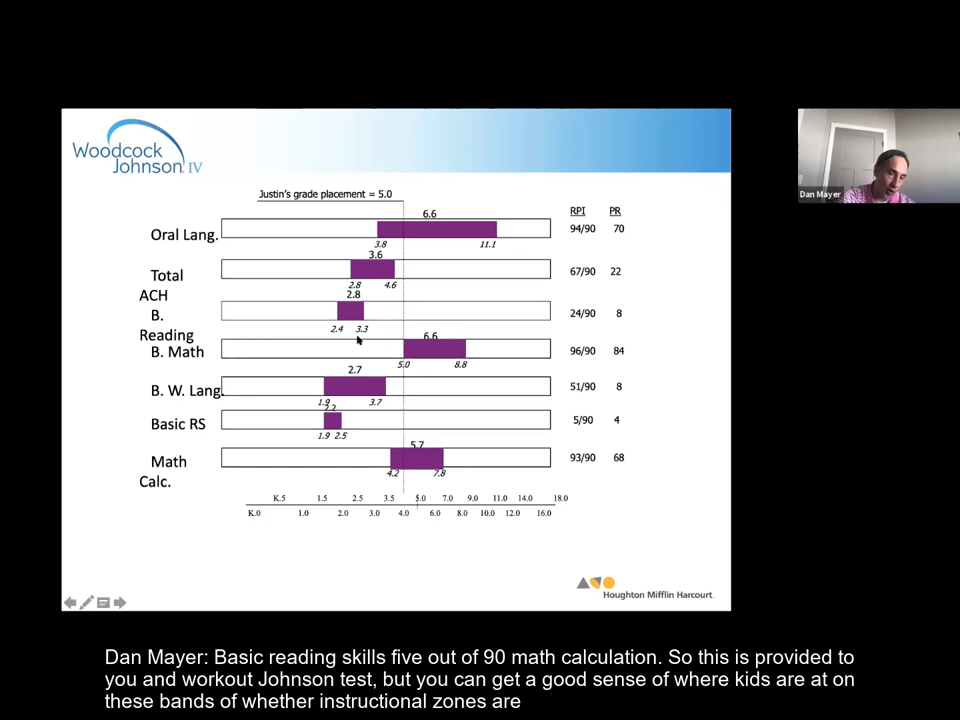 Woodcock
Johnson IV
Dan Mayer
Justin's grade placement = 5.0
RPI PR
6.6
Oral Lang. 94/90 70
3.8 11.1
3.6
Total 67/90 22
2.8 4.6
ACH
2.8
B. 24/90 8
2.4 3.3
Reading
6.6
B. Math 96/90 84
5.0 8.8
2.7
B. W. Lang. 51/90 8
1.9 3.7
2.2
Basic RS 5/90 4
1.9 2.5
5.7
Math 93/90 68
4.2 7.8
Calc.
K.5 1.5 2.5 3.5 5.0 7.0 9.0 11.0 14.0 18.0
K.0 1.0 2.0 3.0 4.0 6.0 8.0 10.0 12.0 16.0
Houghton Mifflin Harcourt.
Dan Mayer: Basic reading skills five out of 90 math calculation. So this is provided to
you and workout Johnson test, but you can get a good sense of where kids are at on
these bands of whether instructional zones are